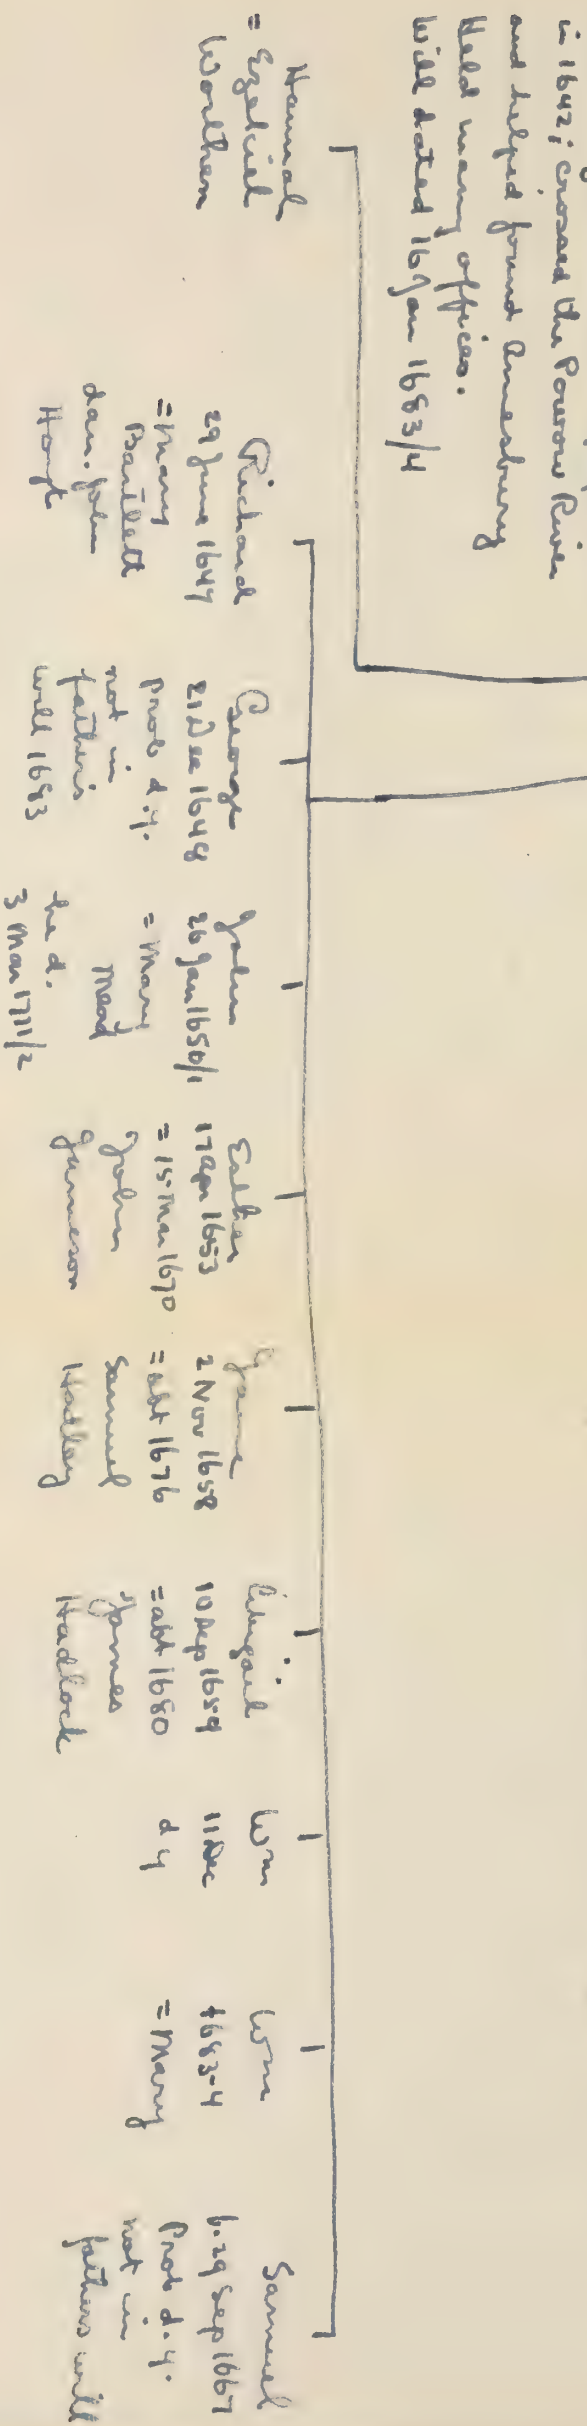 in 1642; crossed the Powow River
and helped found Amesbury
Held many offices.
Will dated 16 Jan 1683/4
Hannah
= Ezekiel
Worthen
Richard
29 June 1649
= Mary
Bartlett
dau. John
Hoyt
George
21 Dec 1648
prob d.y.
not in
father's
will 1683
John
26 Jan 1650/1
= Mary
Mead
he d.
3 Mar 1711/2
Esther
17 Apr 1653
= 15 Mar 1670
John
Jameson
Jane
2 Nov 1658
= abt 1676
Samuel
Hadley
Abigail
10 Sep 1659
= abt 1680
James
Hadlock
Wm
11 Dec
d y
Wm
+1683-4
= Mary
Samuel
b. 29 Sep 1667
Prob d.y.
not in
fathers will